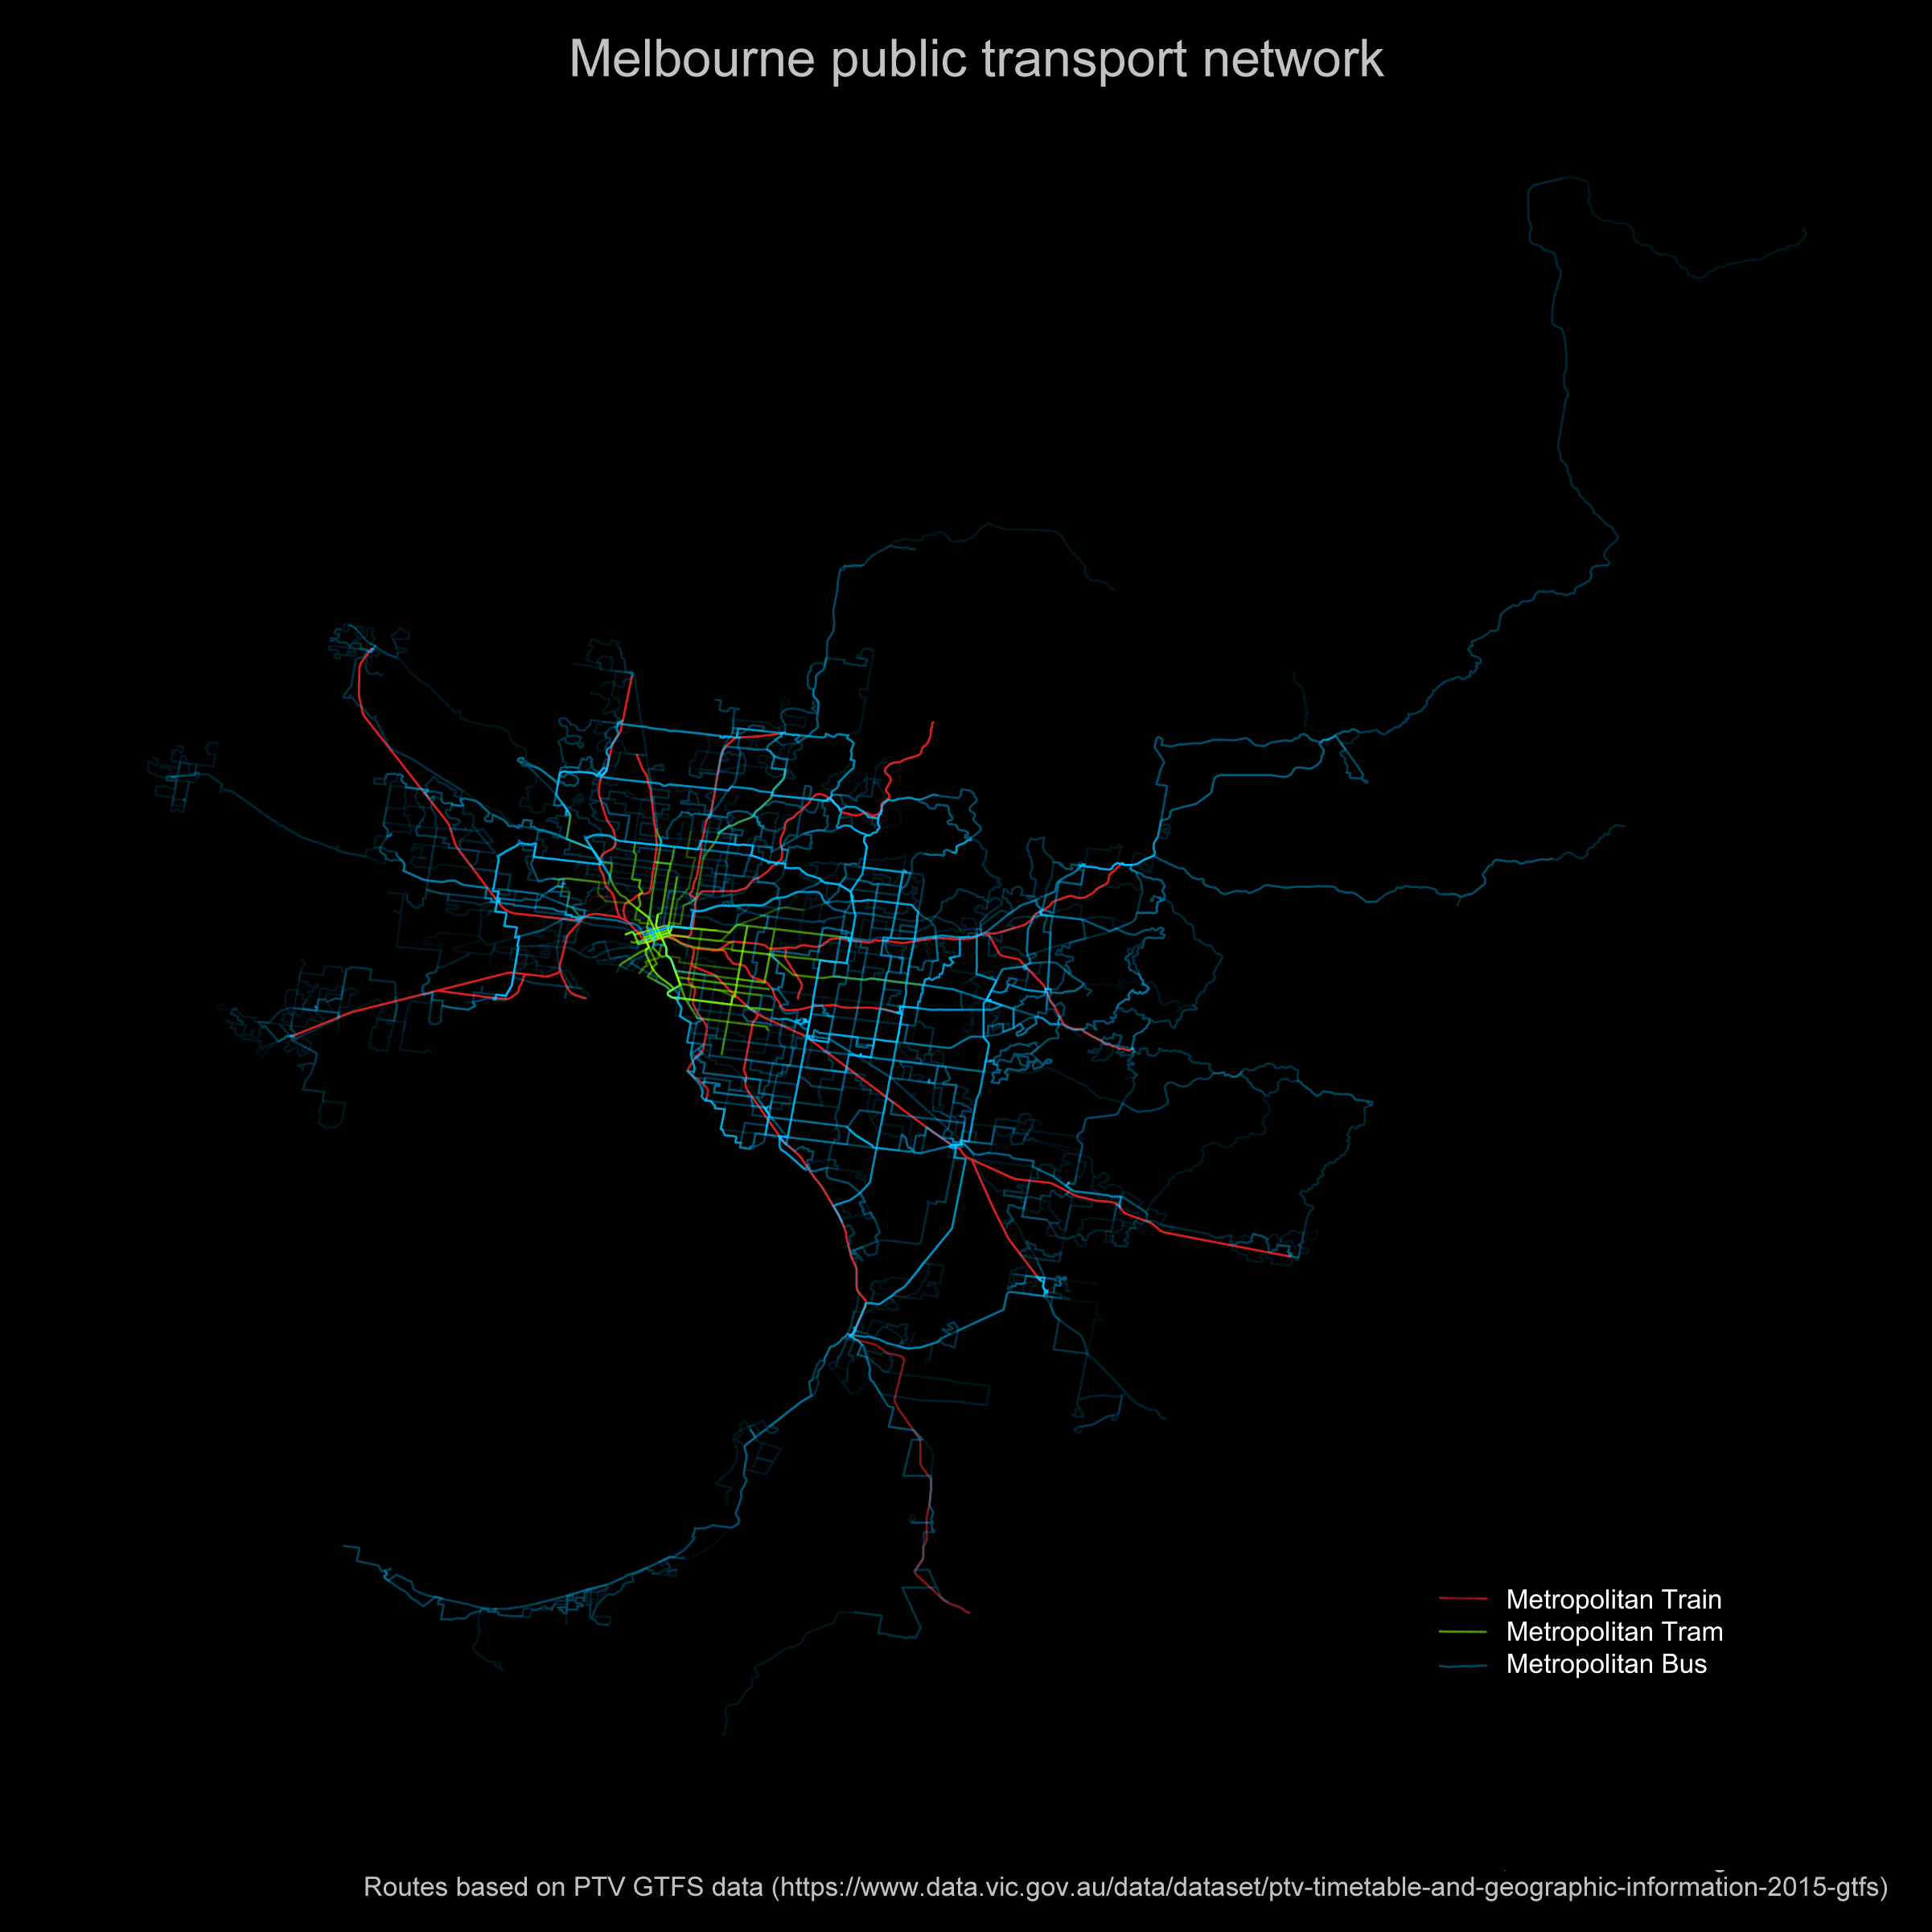 Melbourne public transport network
Metropolitan Train
Metropolitan Tram
Metropolitan Bus
Routes based on PTV GTFS data (https://www.data.vic.gov.au/data/dataset/ptv-timetable-and-geographic-information-2015-gtfs)